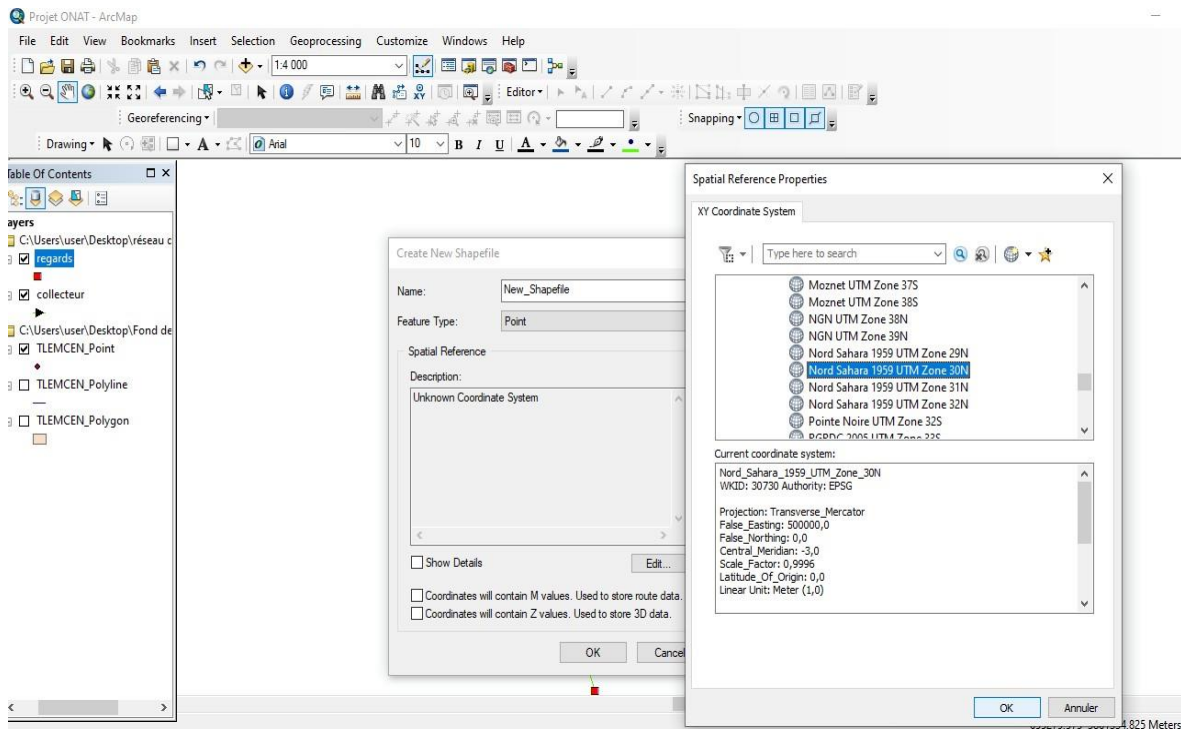 Projet ONAT - ArcMap
File Edit View Bookmarks Insert Selection Geoprocessing Customize Windows Help
1:4 000
Editor
Georeferencing
Snapping
Drawing A Arial 10 B I U A
Table Of Contents
ayers
C:\Users\user\Desktop\réseau c
regards
collecteur
C:\Users\user\Desktop\Fond de
TLEMCEN_Point
TLEMCEN_Polyline
TLEMCEN_Polygon
Create New Shapefile
Name: New_Shapefile
Feature Type: Point
Spatial Reference
Description:
Unknown Coordinate System
Show Details
Edit...
Coordinates will contain M values. Used to store route data.
Coordinates will contain Z values. Used to store 3D data.
OK Cancel
Spatial Reference Properties
XY Coordinate System
Type here to search
Moznet UTM Zone 37S
Moznet UTM Zone 38S
NGN UTM Zone 38N
NGN UTM Zone 39N
Nord Sahara 1959 UTM Zone 29N
Nord Sahara 1959 UTM Zone 30N
Nord Sahara 1959 UTM Zone 31N
Nord Sahara 1959 UTM Zone 32N
Pointe Noire UTM Zone 32S
RGRDC 2005 UTM Zone 33S
Current coordinate system:
Nord_Sahara_1959_UTM_Zone_30N
WKID: 30730 Authority: EPSG
Projection: Transverse_Mercator
False_Easting: 500000,0
False_Northing: 0,0
Central_Meridian: -3,0
Scale_Factor: 0,9996
Latitude_Of_Origin: 0,0
Linear Unit: Meter (1,0)
OK Annuler
Meters